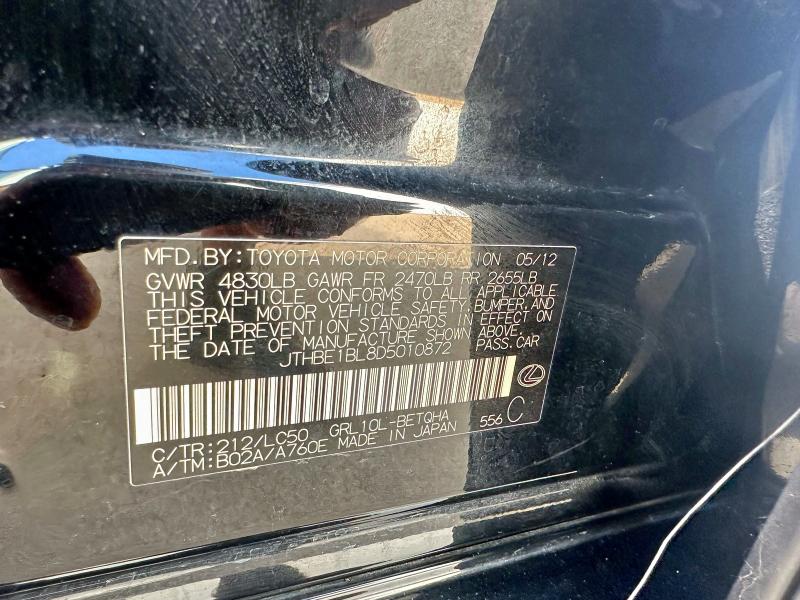 MFD. BY: TOYOTA MOTOR CORPORATION 05/12
GVWR 4830LB GAWR FR 2470LB RR 2655LB
THIS VEHICLE CONFORMS TO ALL APPLICABLE
FEDERAL MOTOR VEHICLE SAFETY, BUMPER, AND
THEFT PREVENTION STANDARDS IN EFFECT ON
THE DATE OF MANUFACTURE SHOWN ABOVE.
JTHBE1BL8D5010872 PASS.CAR
C/TR: 212/LC50 GRL10L-BETQHA 556 C
A/TM: B02A/A760E MADE IN JAPAN